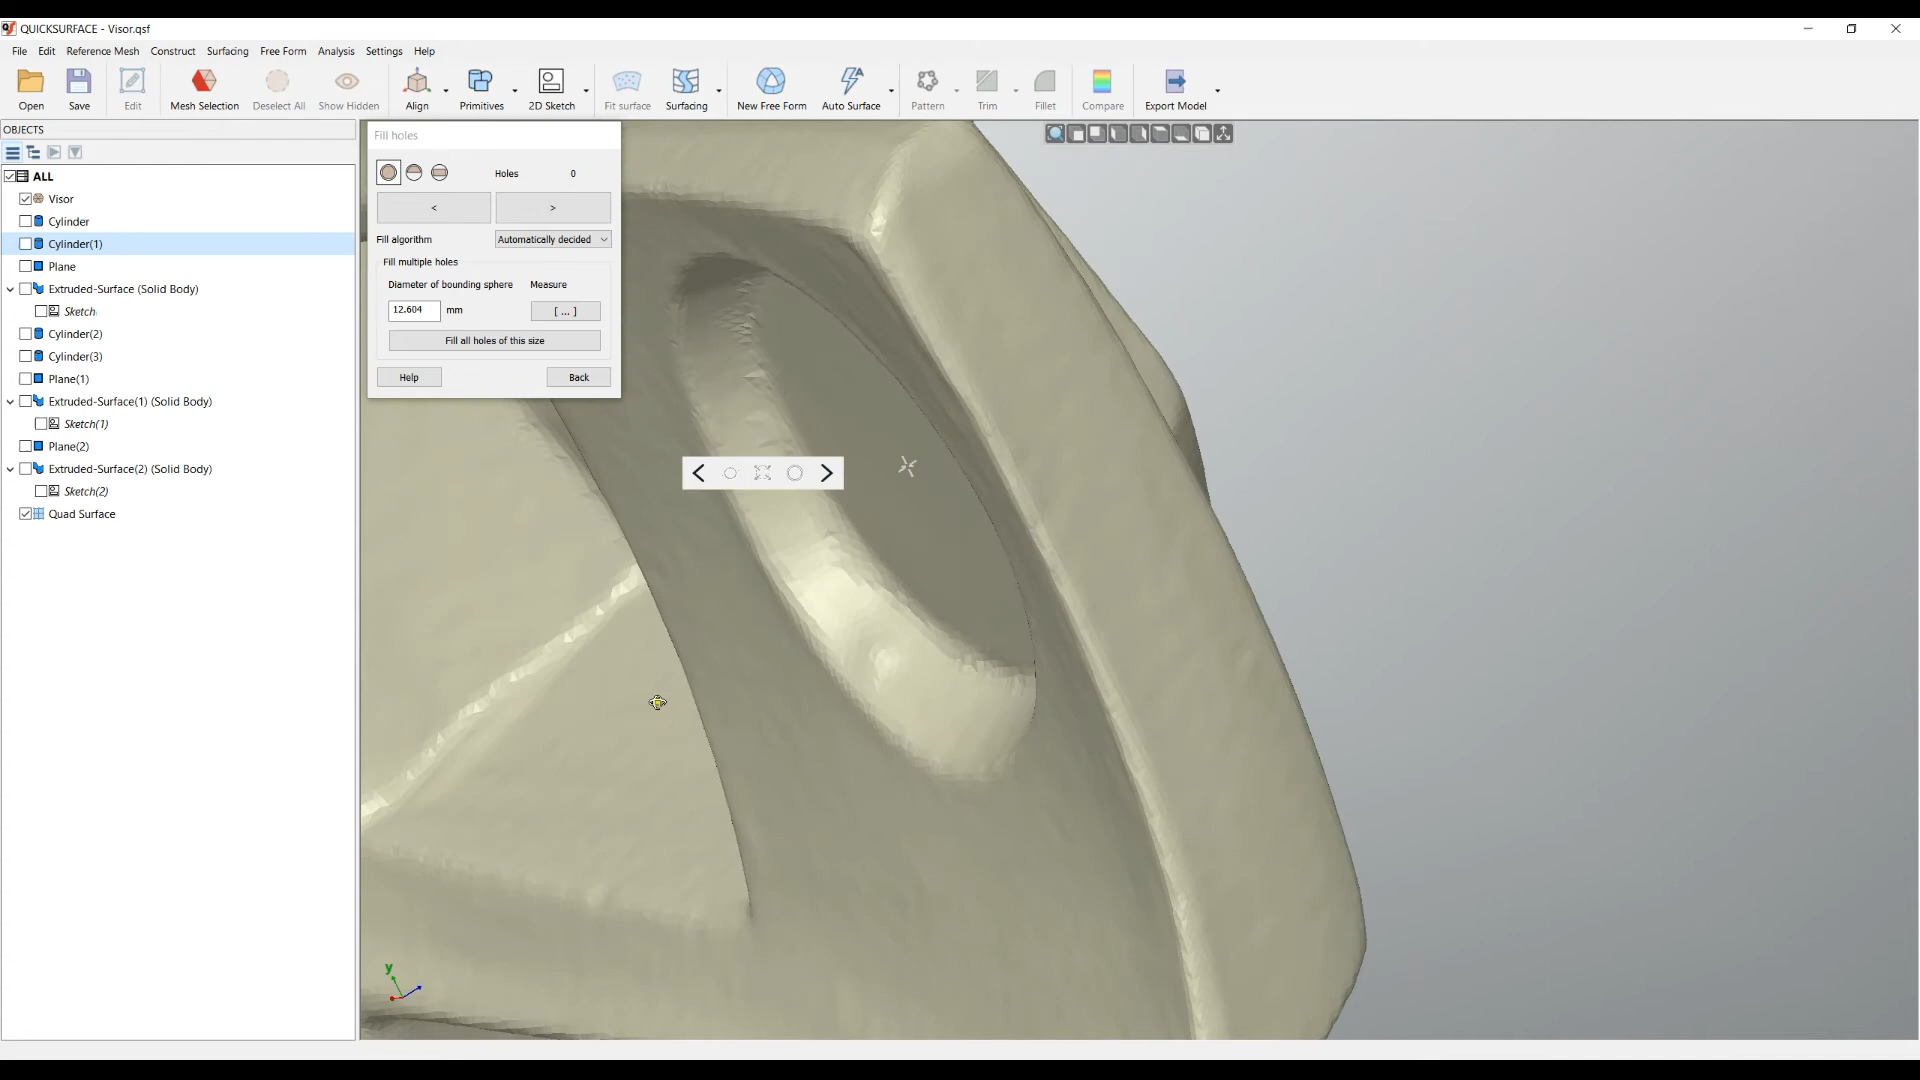 QUICKSURFACE - Visor.qsf
File Edit Reference Mesh Construct Surfacing Free Form Analysis Settings Help
Open Save Edit Mesh Selection Deselect All Show Hidden Align Primitives 2D Sketch Fit surface Surfacing New Free Form Auto Surface Pattern Trim Fillet Compare Export Model
OBJECTS
ALL
Visor
Cylinder
Cylinder(1)
Plane
Extruded-Surface (Solid Body)
Sketch
Cylinder(2)
Cylinder(3)
Plane(1)
Extruded-Surface(1) (Solid Body)
Sketch(1)
Plane(2)
Extruded-Surface(2) (Solid Body)
Sketch(2)
Quad Surface
Fill holes
Holes 0
< >
Fill algorithm Automatically decided
Fill multiple holes
Diameter of bounding sphere Measure
12.604 mm [ ... ]
Fill all holes of this size
Help Back
y